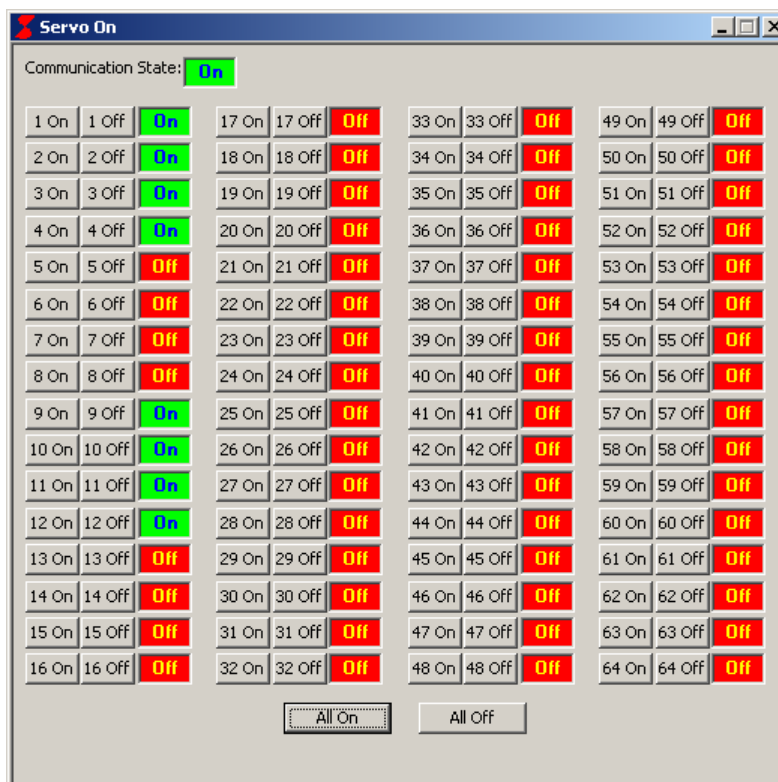 Servo On
Communication State: On
1 On 1 Off On 17 On 17 Off Off 33 On 33 Off Off 49 On 49 Off Off
2 On 2 Off On 18 On 18 Off Off 34 On 34 Off Off 50 On 50 Off Off
3 On 3 Off On 19 On 19 Off Off 35 On 35 Off Off 51 On 51 Off Off
4 On 4 Off On 20 On 20 Off Off 36 On 36 Off Off 52 On 52 Off Off
5 On 5 Off Off 21 On 21 Off Off 37 On 37 Off Off 53 On 53 Off Off
6 On 6 Off Off 22 On 22 Off Off 38 On 38 Off Off 54 On 54 Off Off
7 On 7 Off Off 23 On 23 Off Off 39 On 39 Off Off 55 On 55 Off Off
8 On 8 Off Off 24 On 24 Off Off 40 On 40 Off Off 56 On 56 Off Off
9 On 9 Off On 25 On 25 Off Off 41 On 41 Off Off 57 On 57 Off Off
10 On 10 Off On 26 On 26 Off Off 42 On 42 Off Off 58 On 58 Off Off
11 On 11 Off On 27 On 27 Off Off 43 On 43 Off Off 59 On 59 Off Off
12 On 12 Off On 28 On 28 Off Off 44 On 44 Off Off 60 On 60 Off Off
13 On 13 Off Off 29 On 29 Off Off 45 On 45 Off Off 61 On 61 Off Off
14 On 14 Off Off 30 On 30 Off Off 46 On 46 Off Off 62 On 62 Off Off
15 On 15 Off Off 31 On 31 Off Off 47 On 47 Off Off 63 On 63 Off Off
16 On 16 Off Off 32 On 32 Off Off 48 On 48 Off Off 64 On 64 Off Off
All On All Off